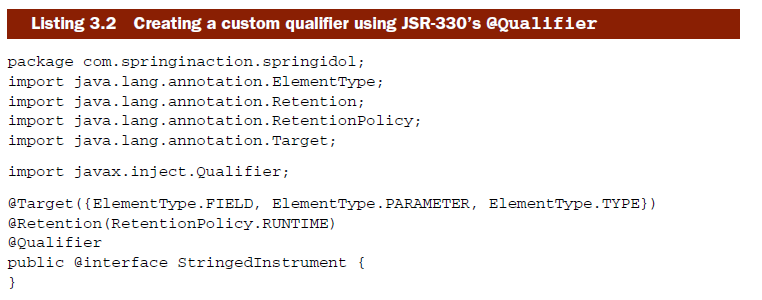 Listing 3.2 Creating a custom qualifier using JSR-330's @Qualifier
package com.springinaction.springidol;
import java.lang.annotation.ElementType;
import java.lang.annotation.Retention;
import java.lang.annotation.RetentionPolicy;
import java.lang.annotation.Target;
import javax.inject.Qualifier;
@Target({ElementType.FIELD, ElementType.PARAMETER, ElementType.TYPE})
@Retention(RetentionPolicy.RUNTIME)
@Qualifier
public @interface StringedInstrument {
}